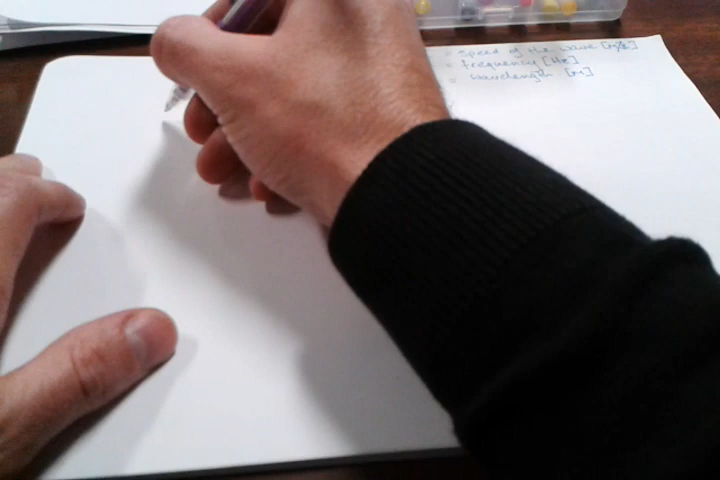 = speed of the wave [m/s]
= frequency [Hz]
= wavelength [m]